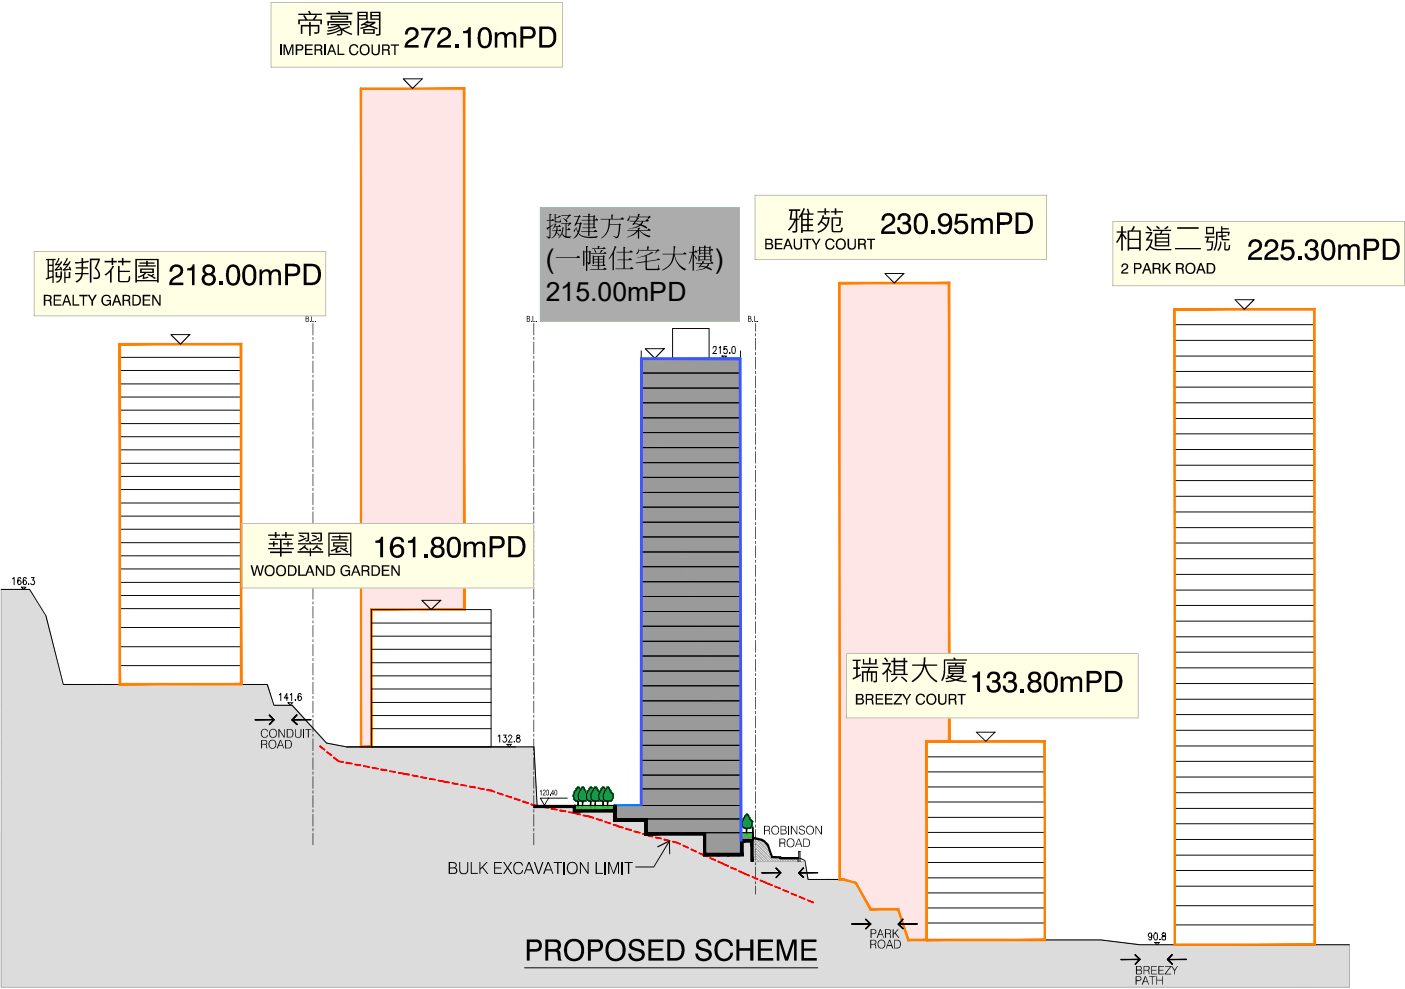 帝豪閣 272.10mPD
IMPERIAL COURT
擬建方案
(一幢住宅大樓)
215.00mPD
雅苑 230.95mPD
BEAUTY COURT
柏道二號 225.30mPD
2 PARK ROAD
聯邦花園 218.00mPD
REALTY GARDEN
B.L.
B.L.
B.L.
215.0
華翠園 161.80mPD
WOODLAND GARDEN
166.3
瑞祺大廈 133.80mPD
BREEZY COURT
141.6
CONDUIT
ROAD
132.8
120.40
ROBINSON
ROAD
BULK EXCAVATION LIMIT
PARK
ROAD
90.8
BREEZY
PATH
PROPOSED SCHEME